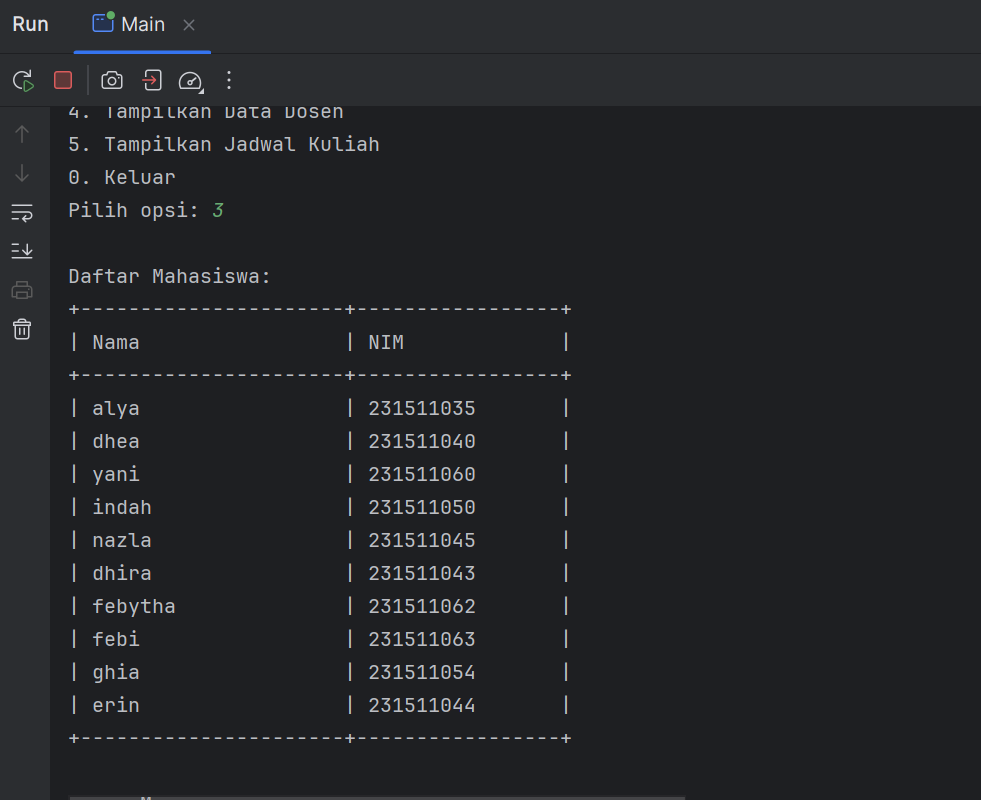 Run Main
4. Tampilkan Data Dosen
5. Tampilkan Jadwal Kuliah
0. Keluar
Pilih opsi: 3
Daftar Mahasiswa:
+----------------------+-----------------+
| Nama                 | NIM             |
+----------------------+-----------------+
| alya                 | 231511035       |
| dhea                 | 231511040       |
| yani                 | 231511060       |
| indah                | 231511050       |
| nazla                | 231511045       |
| dhira                | 231511043       |
| febytha              | 231511062       |
| febi                 | 231511063       |
| ghia                 | 231511054       |
| erin                 | 231511044       |
+----------------------+-----------------+